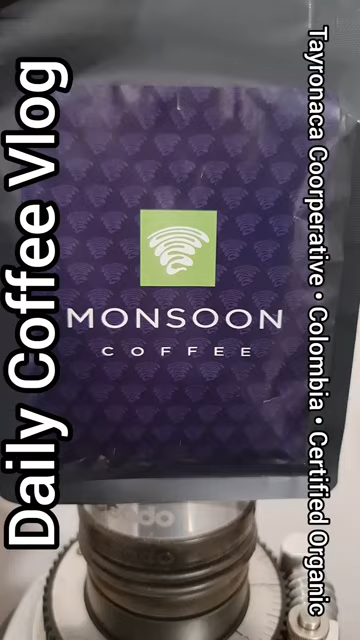 Daily Coffee Vlog
Tayronaca Coorperative • Colombia • Certified Organic
MONSOON
COFFEE